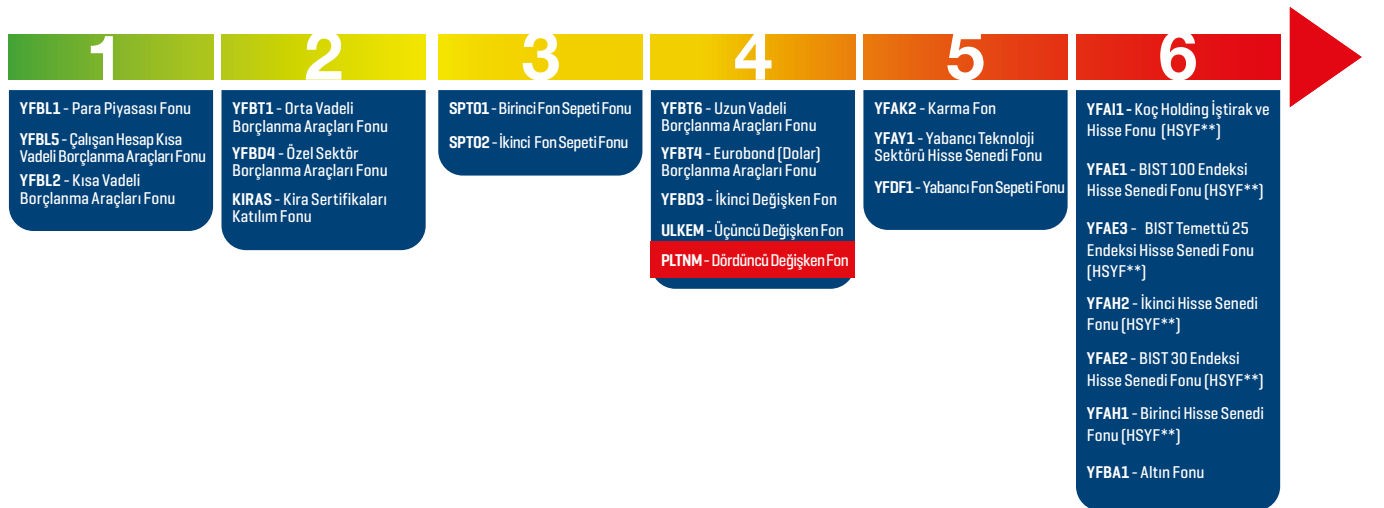 1
YFBL1 - Para Piyasası Fonu
YFBL5 - Çalışan Hesap Kısa
Vadeli Borçlanma Araçları Fonu
YFBL2 - Kısa Vadeli
Borçlanma Araçları Fonu
2
YFBT1 - Orta Vadeli
Borçlanma Araçları Fonu
YFBD4 - Özel Sektör
Borçlanma Araçları Fonu
KIRAS - Kira Sertifikaları
Katılım Fonu
3
SPT01 - Birinci Fon Sepeti Fonu
SPT02 - İkinci Fon Sepeti Fonu
4
YFBT6 - Uzun Vadeli
Borçlanma Araçları Fonu
YFBT4 - Eurobond (Dolar)
Borçlanma Araçları Fonu
YFBD3 - İkinci Değişken Fon
ULKEM - Üçüncü Değişken Fon
PLTNM - Dördüncü Değişken Fon
5
YFAK2 - Karma Fon
YFAY1 - Yabancı Teknoloji
Sektörü Hisse Senedi Fonu
YFDF1 - Yabancı Fon Sepeti Fonu
6
YFAI1 - Koç Holding İştirak ve
Hisse Fonu (HSYF**)
YFAE1 - BIST 100 Endeksi
Hisse Senedi Fonu (HSYF**)
YFAE3 - BIST Temettü 25
Endeksi Hisse Senedi Fonu
(HSYF**)
YFAH2 - İkinci Hisse Senedi
Fonu (HSYF**)
YFAE2 - BIST 30 Endeksi
Hisse Senedi Fonu (HSYF**)
YFAH1 - Birinci Hisse Senedi
Fonu (HSYF**)
YFBA1 - Altın Fonu